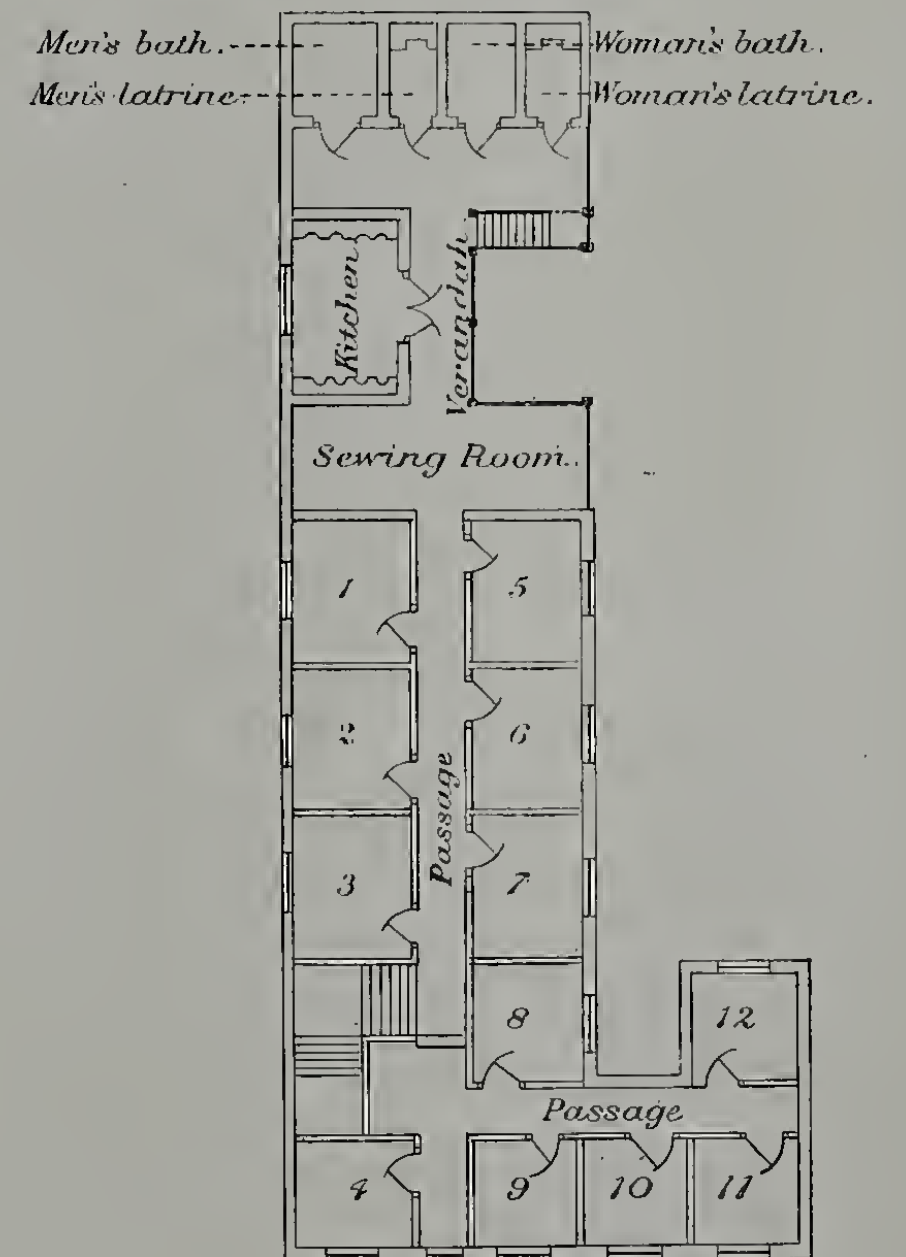 Men's bath.
Woman's bath.
Men's latrine.
Woman's latrine.
Kitchen
Verandah
Sewing Room.
1
5
2
6
Passage
3
7
8
12
Passage
4
9
10
11